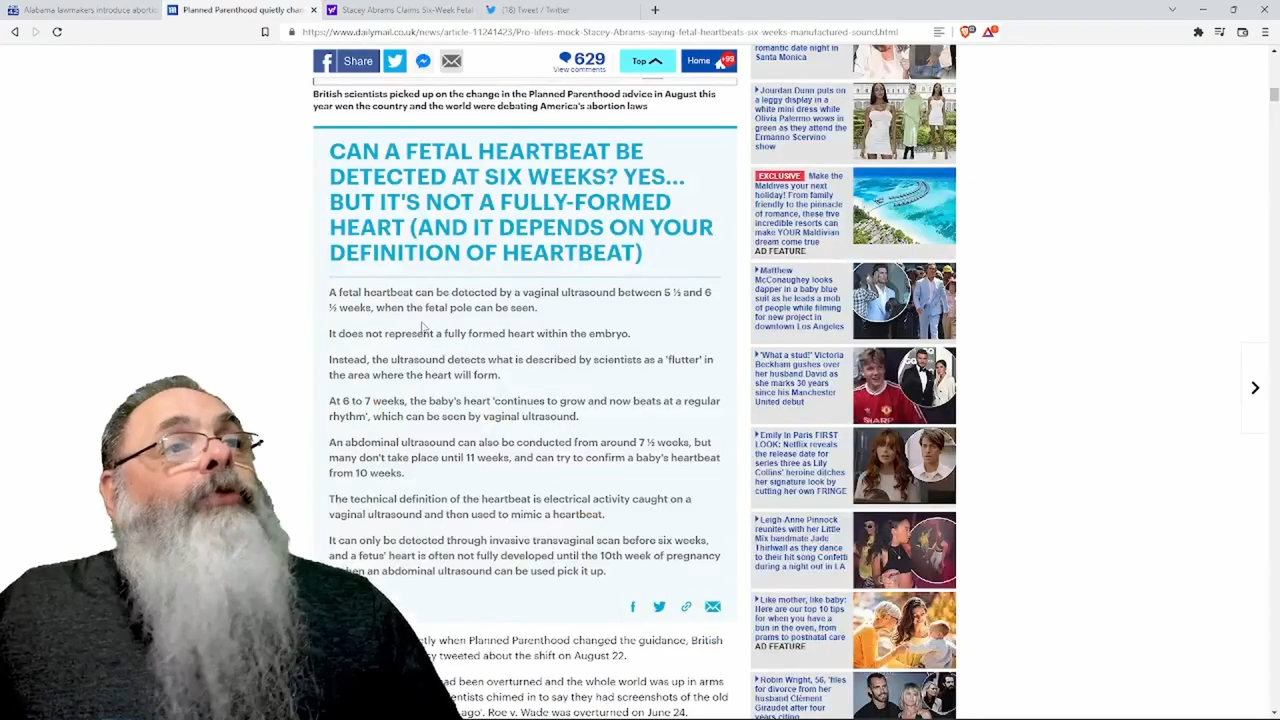 Alabama lawmakers introduce abortio
Planned Parenthood quietly chan
Stacey Abrams Claims Six-Week Fetal
(18) Tweet / Twitter
https://www.dailymail.co.uk/news/article-11241423/Pro-lifers-mock-Stacey-Abrams-saying-fetal-heartbeats-six-weeks-manufactured-sound.html
Share
629
View comments
Top
Home
+99
British scientists picked up on the change in the Planned Parenthood advice in August this
year wen the country and the world were debating America's abortion laws
CAN A FETAL HEARTBEAT BE
DETECTED AT SIX WEEKS? YES...
BUT IT'S NOT A FULLY-FORMED
HEART (AND IT DEPENDS ON YOUR
DEFINITION OF HEARTBEAT)
A fetal heartbeat can be detected by a vaginal ultrasound between 5 ½ and 6
½ weeks, when the fetal pole can be seen.
It does not represent a fully formed heart within the embryo.
Instead, the ultrasound detects what is described by scientists as a 'flutter' in
the area where the heart will form.
At 6 to 7 weeks, the baby's heart 'continues to grow and now beats at a regular
rhythm', which can be seen by vaginal ultrasound.
An abdominal ultrasound can also be conducted from around 7 ½ weeks, but
many don't take place until 11 weeks, and can try to confirm a baby's heartbeat
from 10 weeks.
The technical definition of the heartbeat is electrical activity caught on a
vaginal ultrasound and then used to mimic a heartbeat.
It can only be detected through invasive transvaginal scan before six weeks,
and a fetus' heart is often not fully developed until the 10th week of pregnancy
when an abdominal ultrasound can be used pick it up.
tly when Planned Parenthood changed the guidance, British
tweeted about the shift on August 22.
ad been overturned and the whole world was up in arms
entists chimed in to say they had screenshots of the old
ago'. Roe v. Wade was overturned on June 24.
romantic date night in
Santa Monica
Jourdan Dunn puts on
a leggy display in a
white mini dress while
Olivia Palermo wows in
green as they attend the
Ermanno Scervino
show
EXCLUSIVE Make the
Maldives your next
holiday! From family
friendly to the pinnacle
of romance, these five
incredible resorts can
make YOUR Maldivian
dream come true
AD FEATURE
Matthew
McConaughey looks
dapper in a baby blue
suit as he leads a mob
of people while filming
for new project in
downtown Los Angeles
'What a stud!' Victoria
Beckham gushes over
her husband David as
she marks 30 years
since his Manchester
United debut
SHARP
Emily In Paris FIRST
LOOK: Netflix reveals
the release date for
series three as Lily
Collins' heroine ditches
her signature look by
cutting her own FRINGE
Leigh-Anne Pinnock
reunites with her Little
Mix bandmate Jade
Thirlwall as they dance
to their hit song Confetti
during a night out in LA
Like mother, like baby:
Here are our top 10 tips
for when you have a
bun in the oven, from
prams to postnatal care
AD FEATURE
Robin Wright, 56, 'files
for divorce from her
husband Clément
Giraudet after four
years citing